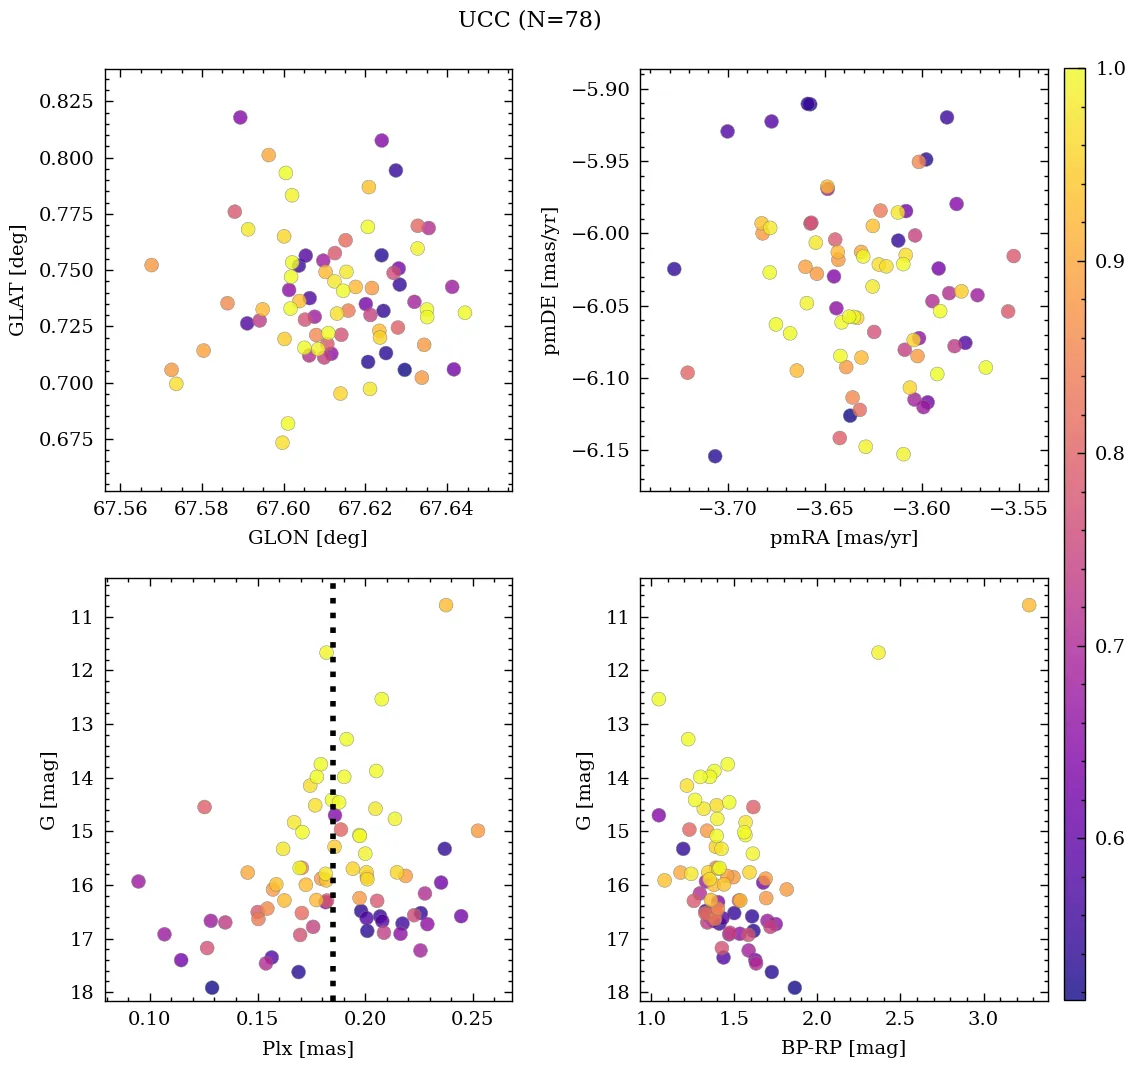 UCC (N=78)
0.825
0.800
0.775
0.750
0.725
0.700
0.675
GLAT [deg]
67.56 67.58 67.60 67.62 67.64
GLON [deg]
−5.90
−5.95
−6.00
−6.05
−6.10
−6.15
pmDE [mas/yr]
−3.70 −3.65 −3.60 −3.55
pmRA [mas/yr]
1.0
0.9
0.8
0.7
0.6
11
12
13
14
15
16
17
18
G [mag]
0.10 0.15 0.20 0.25
Plx [mas]
11
12
13
14
15
16
17
18
G [mag]
1.0 1.5 2.0 2.5 3.0
BP-RP [mag]